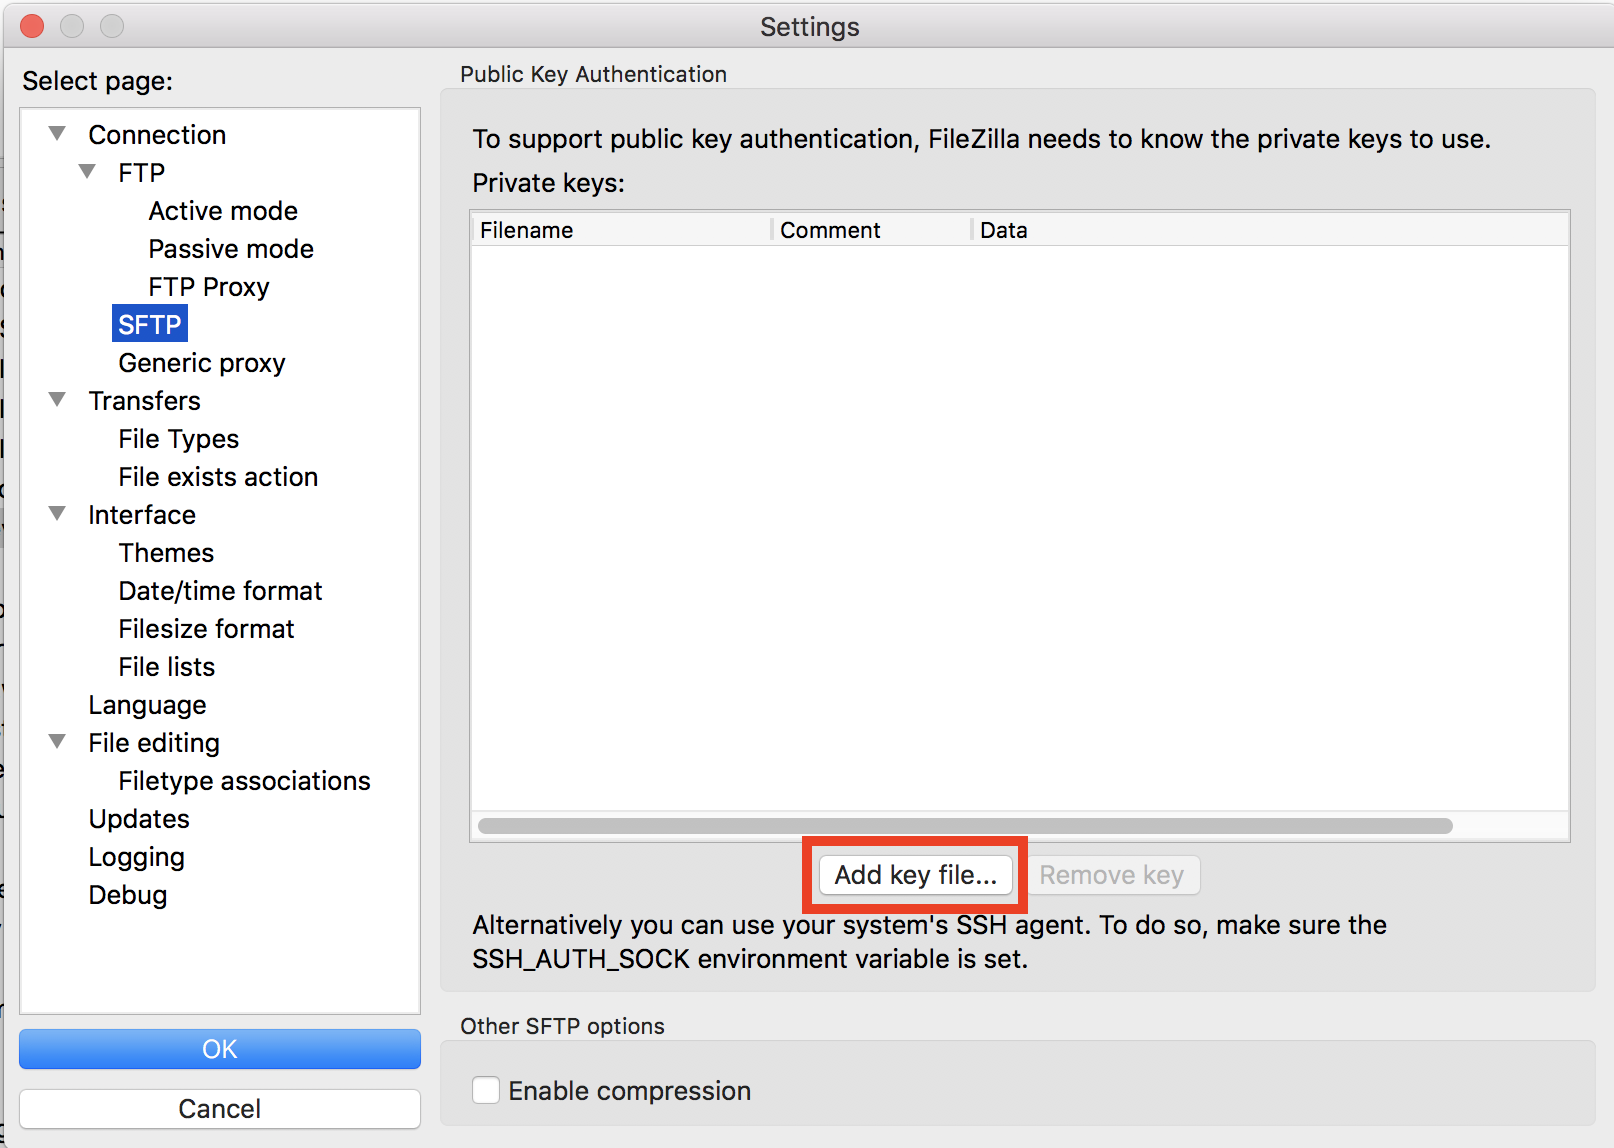 Settings
Select page:
Connection
FTP
Active mode
Passive mode
FTP Proxy
SFTP
Generic proxy
Transfers
File Types
File exists action
Interface
Themes
Date/time format
Filesize format
File lists
Language
File editing
Filetype associations
Updates
Logging
Debug
OK
Cancel
Public Key Authentication
To support public key authentication, FileZilla needs to know the private keys to use.
Private keys:
Filename Comment Data
Add key file... Remove key
Alternatively you can use your system's SSH agent. To do so, make sure the
SSH_AUTH_SOCK environment variable is set.
Other SFTP options
Enable compression